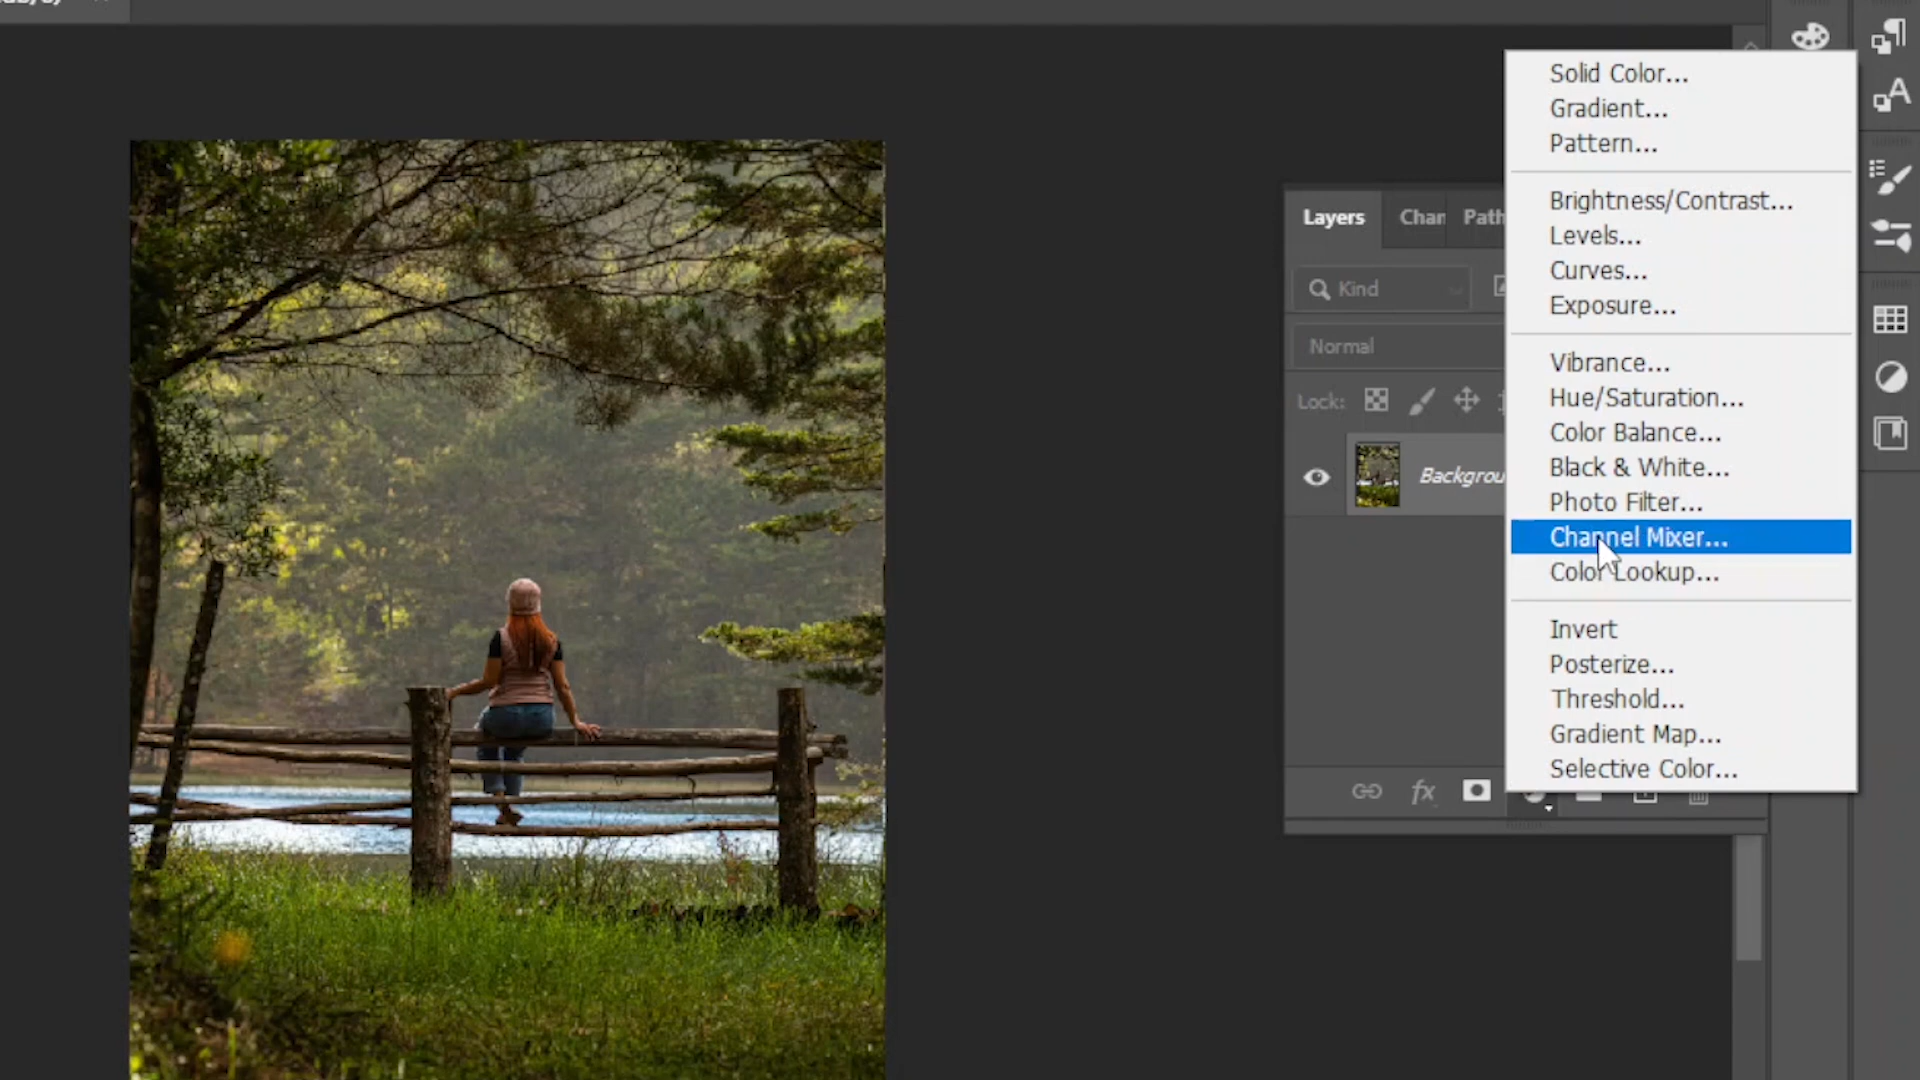 Solid Color...
Gradient...
Pattern...
Brightness/Contrast...
Levels...
Curves...
Exposure...
Vibrance...
Hue/Saturation...
Color Balance...
Black & White...
Photo Filter...
Channel Mixer...
Color Lookup...
Invert
Posterize...
Threshold...
Gradient Map...
Selective Color...
Layers Chan Path
Kind
Normal
Lock:
Backgrou
fx